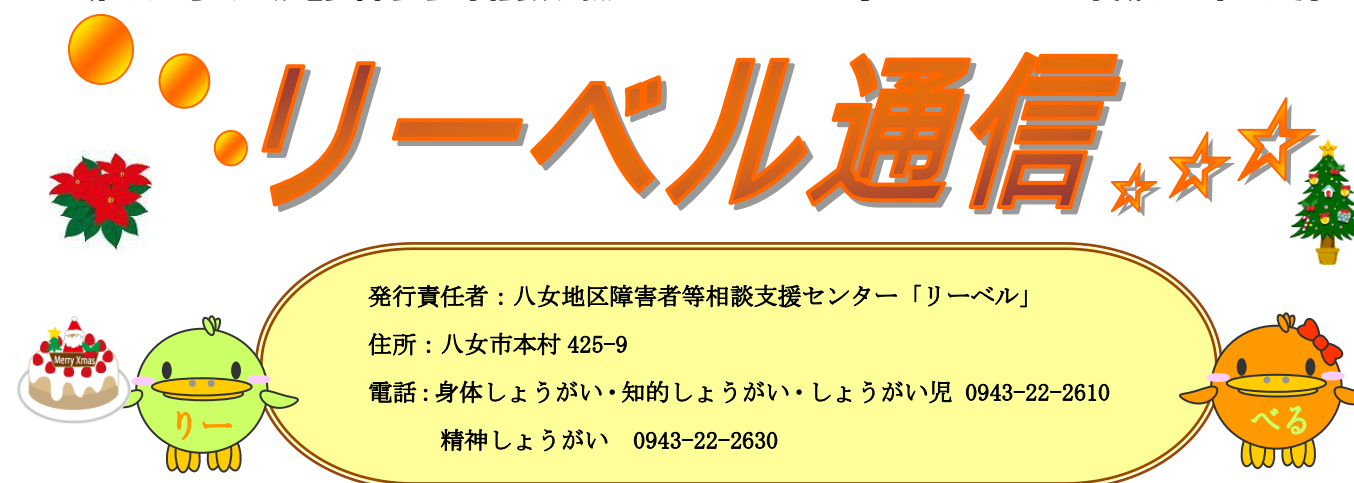 リーベル通信
発行責任者：八女地区障害者等相談支援センター「リーベル」
住所：八女市本村 425-9
電話：身体しょうがい・知的しょうがい・しょうがい児 0943-22-2610
精神しょうがい 0943-22-2630
Merry Xmas
りー
べる